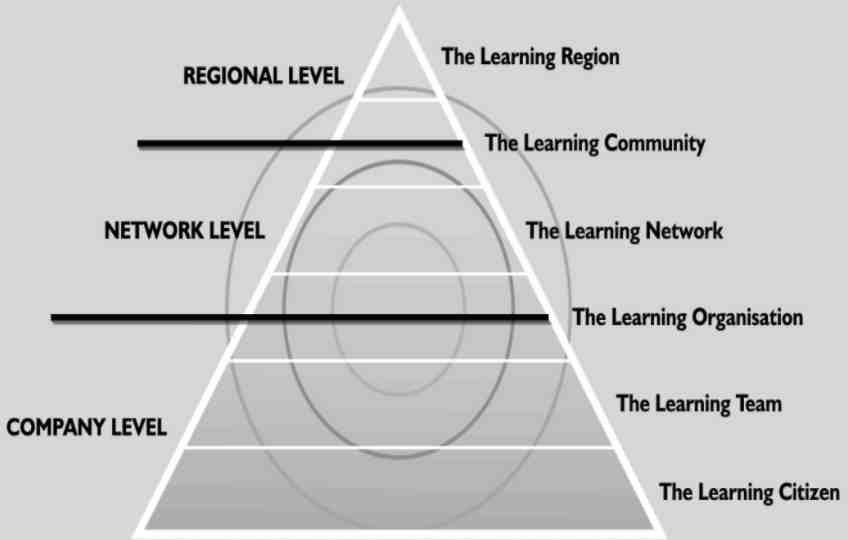 The Learning Region
REGIONAL LEVEL
The Learning Community
NETWORK LEVEL
The Learning Network
The Learning Organisation
The Learning Team
COMPANY LEVEL
The Learning Citizen